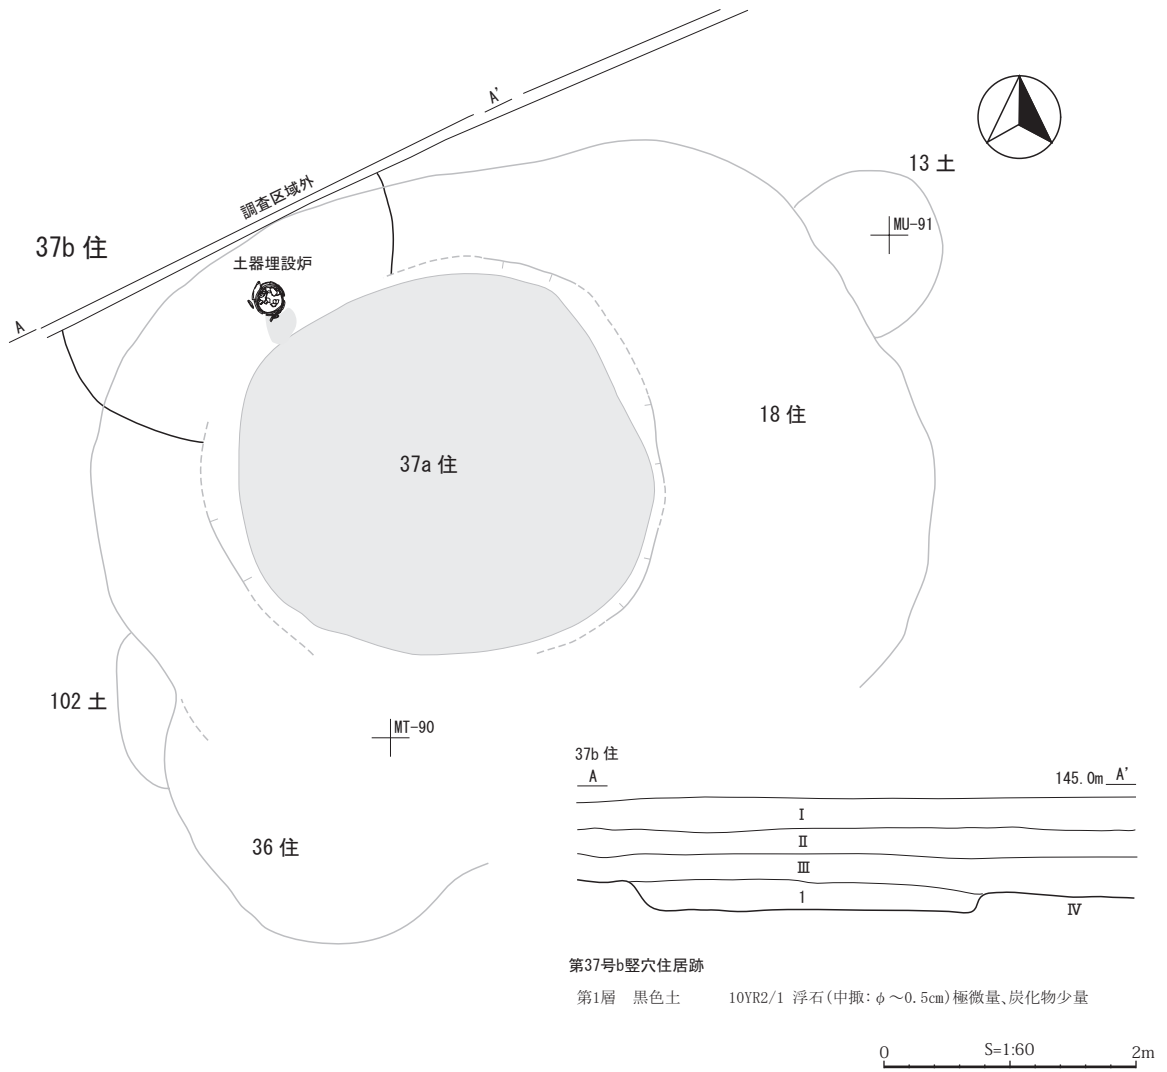 A'
調査区域外
13 土
MU-91
37b 住
土器埋設炉
A
18 住
37a 住
102 土
MT-90
36 住
37b 住
A
145.0m A'
Ⅰ
Ⅱ
Ⅲ
1
Ⅳ
第37号b竪穴住居跡
第1層 黒色土 10YR2/1 浮石(中掫: φ～0.5㎝)極微量、炭化物少量
0 S=1:60 2m